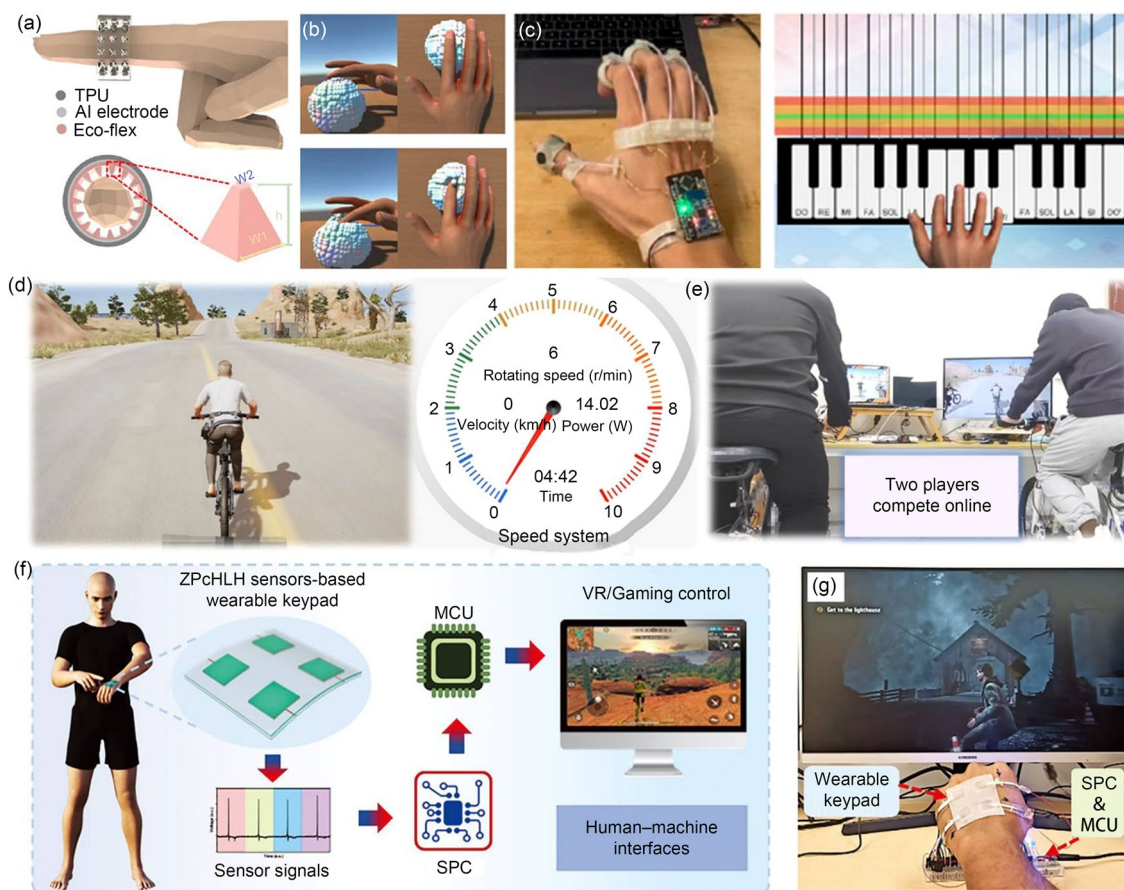 (a)
TPU
AI electrode
Eco-flex
W2
h
W1
(b)
(c)
DO RE MI FA SOL LA SI FA SOL LA SI DO'
(d)
0
1
2
3
4
5
6
7
8
9
10
6
Rotating speed (r/min)
0
14.02
Velocity (km/h)
Power (W)
04:42
Time
Speed system
(e)
Two players
compete online
(f)
ZPcHLH sensors-based
wearable keypad
MCU
VR/Gaming control
Sensor signals
SPC
Human–machine
interfaces
(g)
Get to the lighthouse
SAMSUNG
Wearable
keypad
SPC
&
MCU